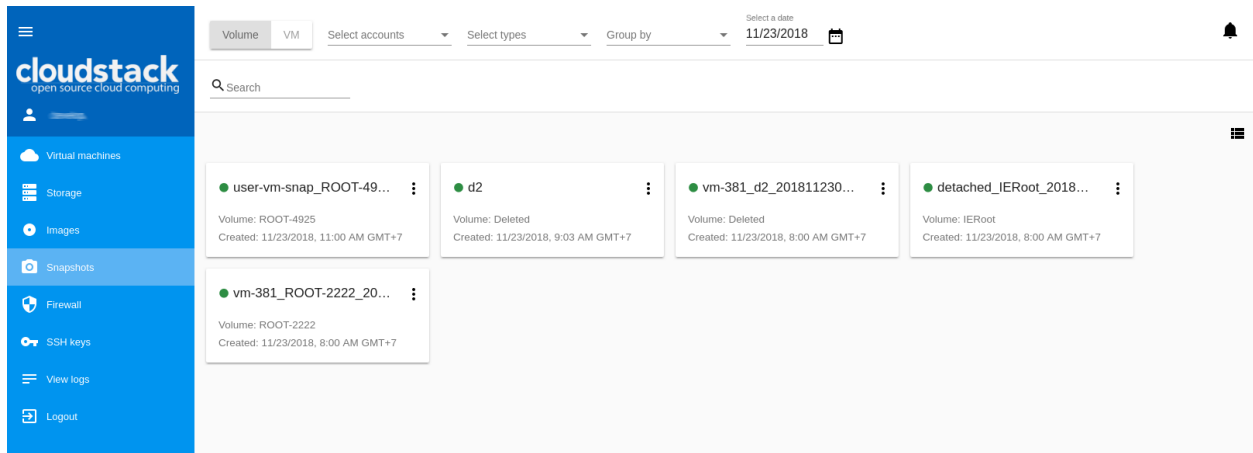 cloudstack
open source cloud computing
Virtual machines
Storage
Images
Snapshots
Firewall
SSH keys
View logs
Logout
Volume VM Select accounts Select types Group by
Select a date
11/23/2018
Search
user-vm-snap_ROOT-49...
Volume: ROOT-4925
Created: 11/23/2018, 11:00 AM GMT+7
d2
Volume: Deleted
Created: 11/23/2018, 9:03 AM GMT+7
vm-381_d2_201811230...
Volume: Deleted
Created: 11/23/2018, 8:00 AM GMT+7
detached_IERoot_2018...
Volume: IERoot
Created: 11/23/2018, 8:00 AM GMT+7
vm-381_ROOT-2222_20...
Volume: ROOT-2222
Created: 11/23/2018, 8:00 AM GMT+7